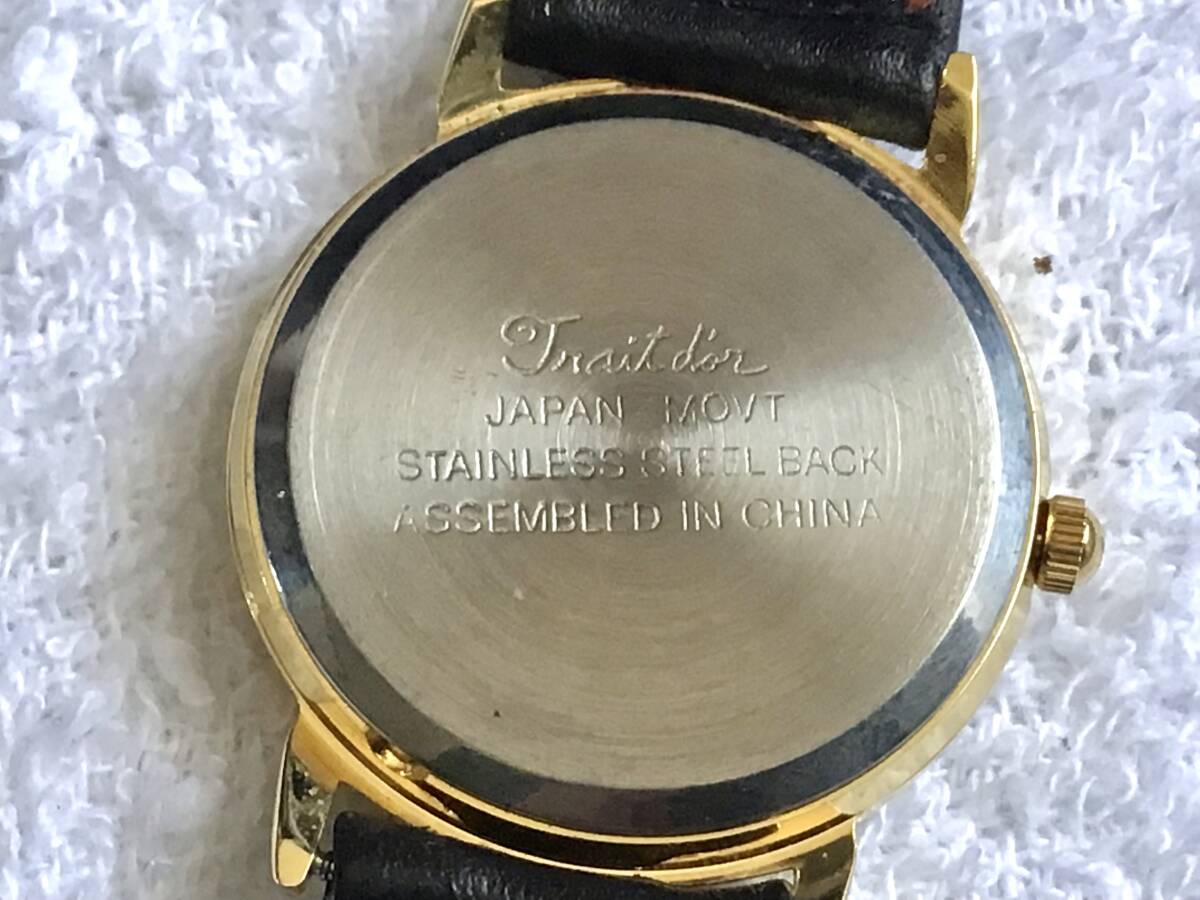 Trait d'or
JAPAN MOVT
STAINLESS STEEL BACK
ASSEMBLED IN CHINA